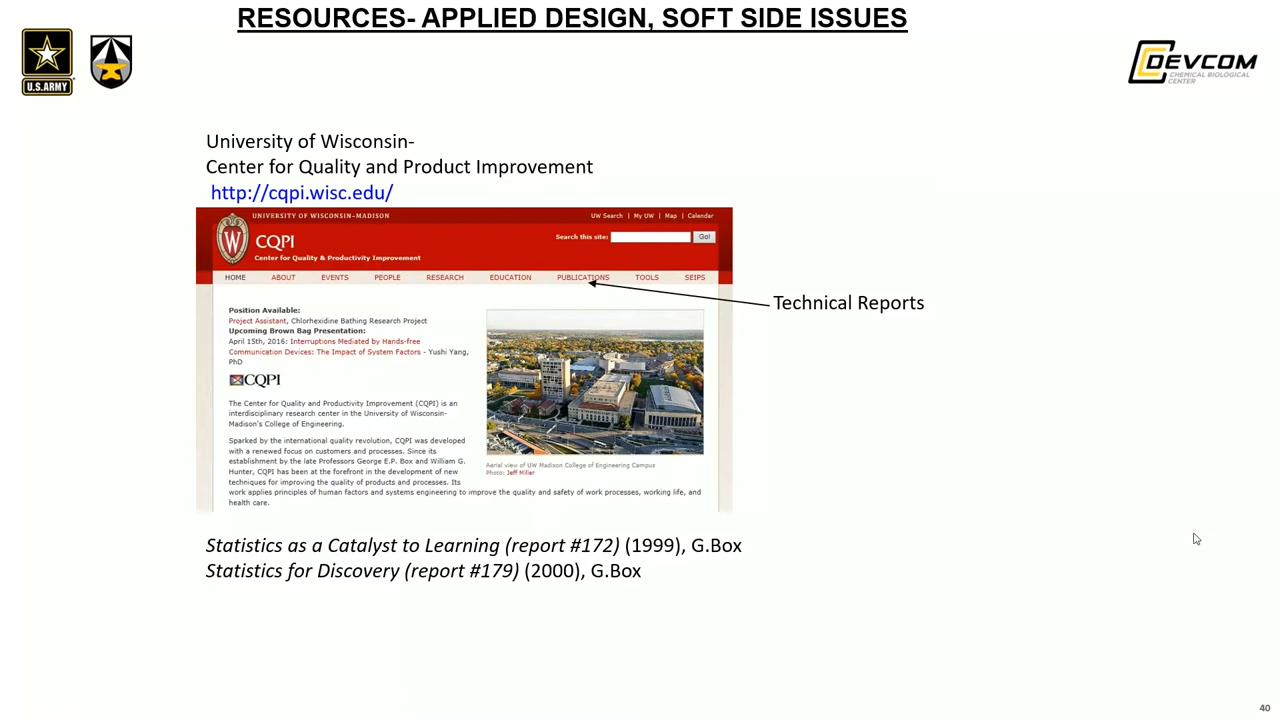 RESOURCES- APPLIED DESIGN, SOFT SIDE ISSUES
U.S.ARMY
DEVCOM
CHEMICAL BIOLOGICAL
CENTER
University of Wisconsin-
Center for Quality and Product Improvement
http://cqpi.wisc.edu/
UNIVERSITY OF WISCONSIN–MADISON
UW Search | My UW | Map | Calendar
W
CQPI
Search this site:
Go!
Center for Quality & Productivity Improvement
HOME ABOUT EVENTS PEOPLE RESEARCH EDUCATION PUBLICATIONS TOOLS SEIPS
Technical Reports
Position Available:
Project Assistant, Chlorhexidine Bathing Research Project
Upcoming Brown Bag Presentation:
April 15th, 2016: Interruptions Mediated by Hands-free
Communication Devices: The Impact of System Factors - Yushi Yang,
PhD
CQPI
The Center for Quality and Productivity Improvement (CQPI) is an
interdisciplinary research center in the University of Wisconsin-
Madison's College of Engineering.
Sparked by the international quality revolution, CQPI was developed
with a renewed focus on customers and processes. Since its
establishment by the late Professors George E.P. Box and William G.
Hunter, CQPI has been at the forefront in the development of new
techniques for improving the quality of products and processes. Its
work applies principles of human factors and systems engineering to improve the quality and safety of work processes, working life, and
health care.
Aerial view of UW Madison College of Engineering Campus
Photo: Jeff Miller
Statistics as a Catalyst to Learning (report #172) (1999), G.Box
Statistics for Discovery (report #179) (2000), G.Box
40